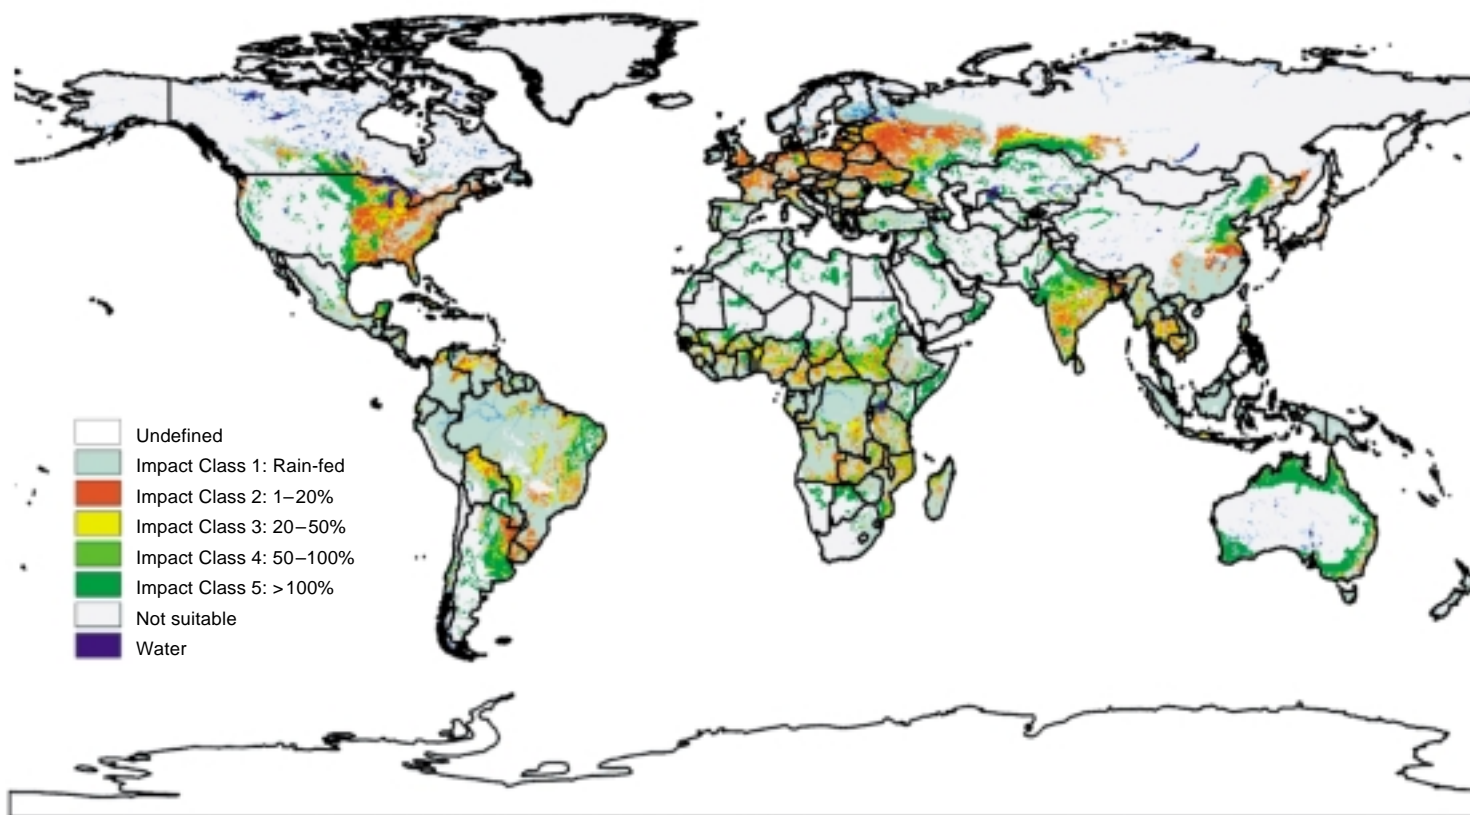 Undefined
Impact Class 1: Rain-fed
Impact Class 2: 1–20%
Impact Class 3: 20–50%
Impact Class 4: 50–100%
Impact Class 5: >100%
Not suitable
Water